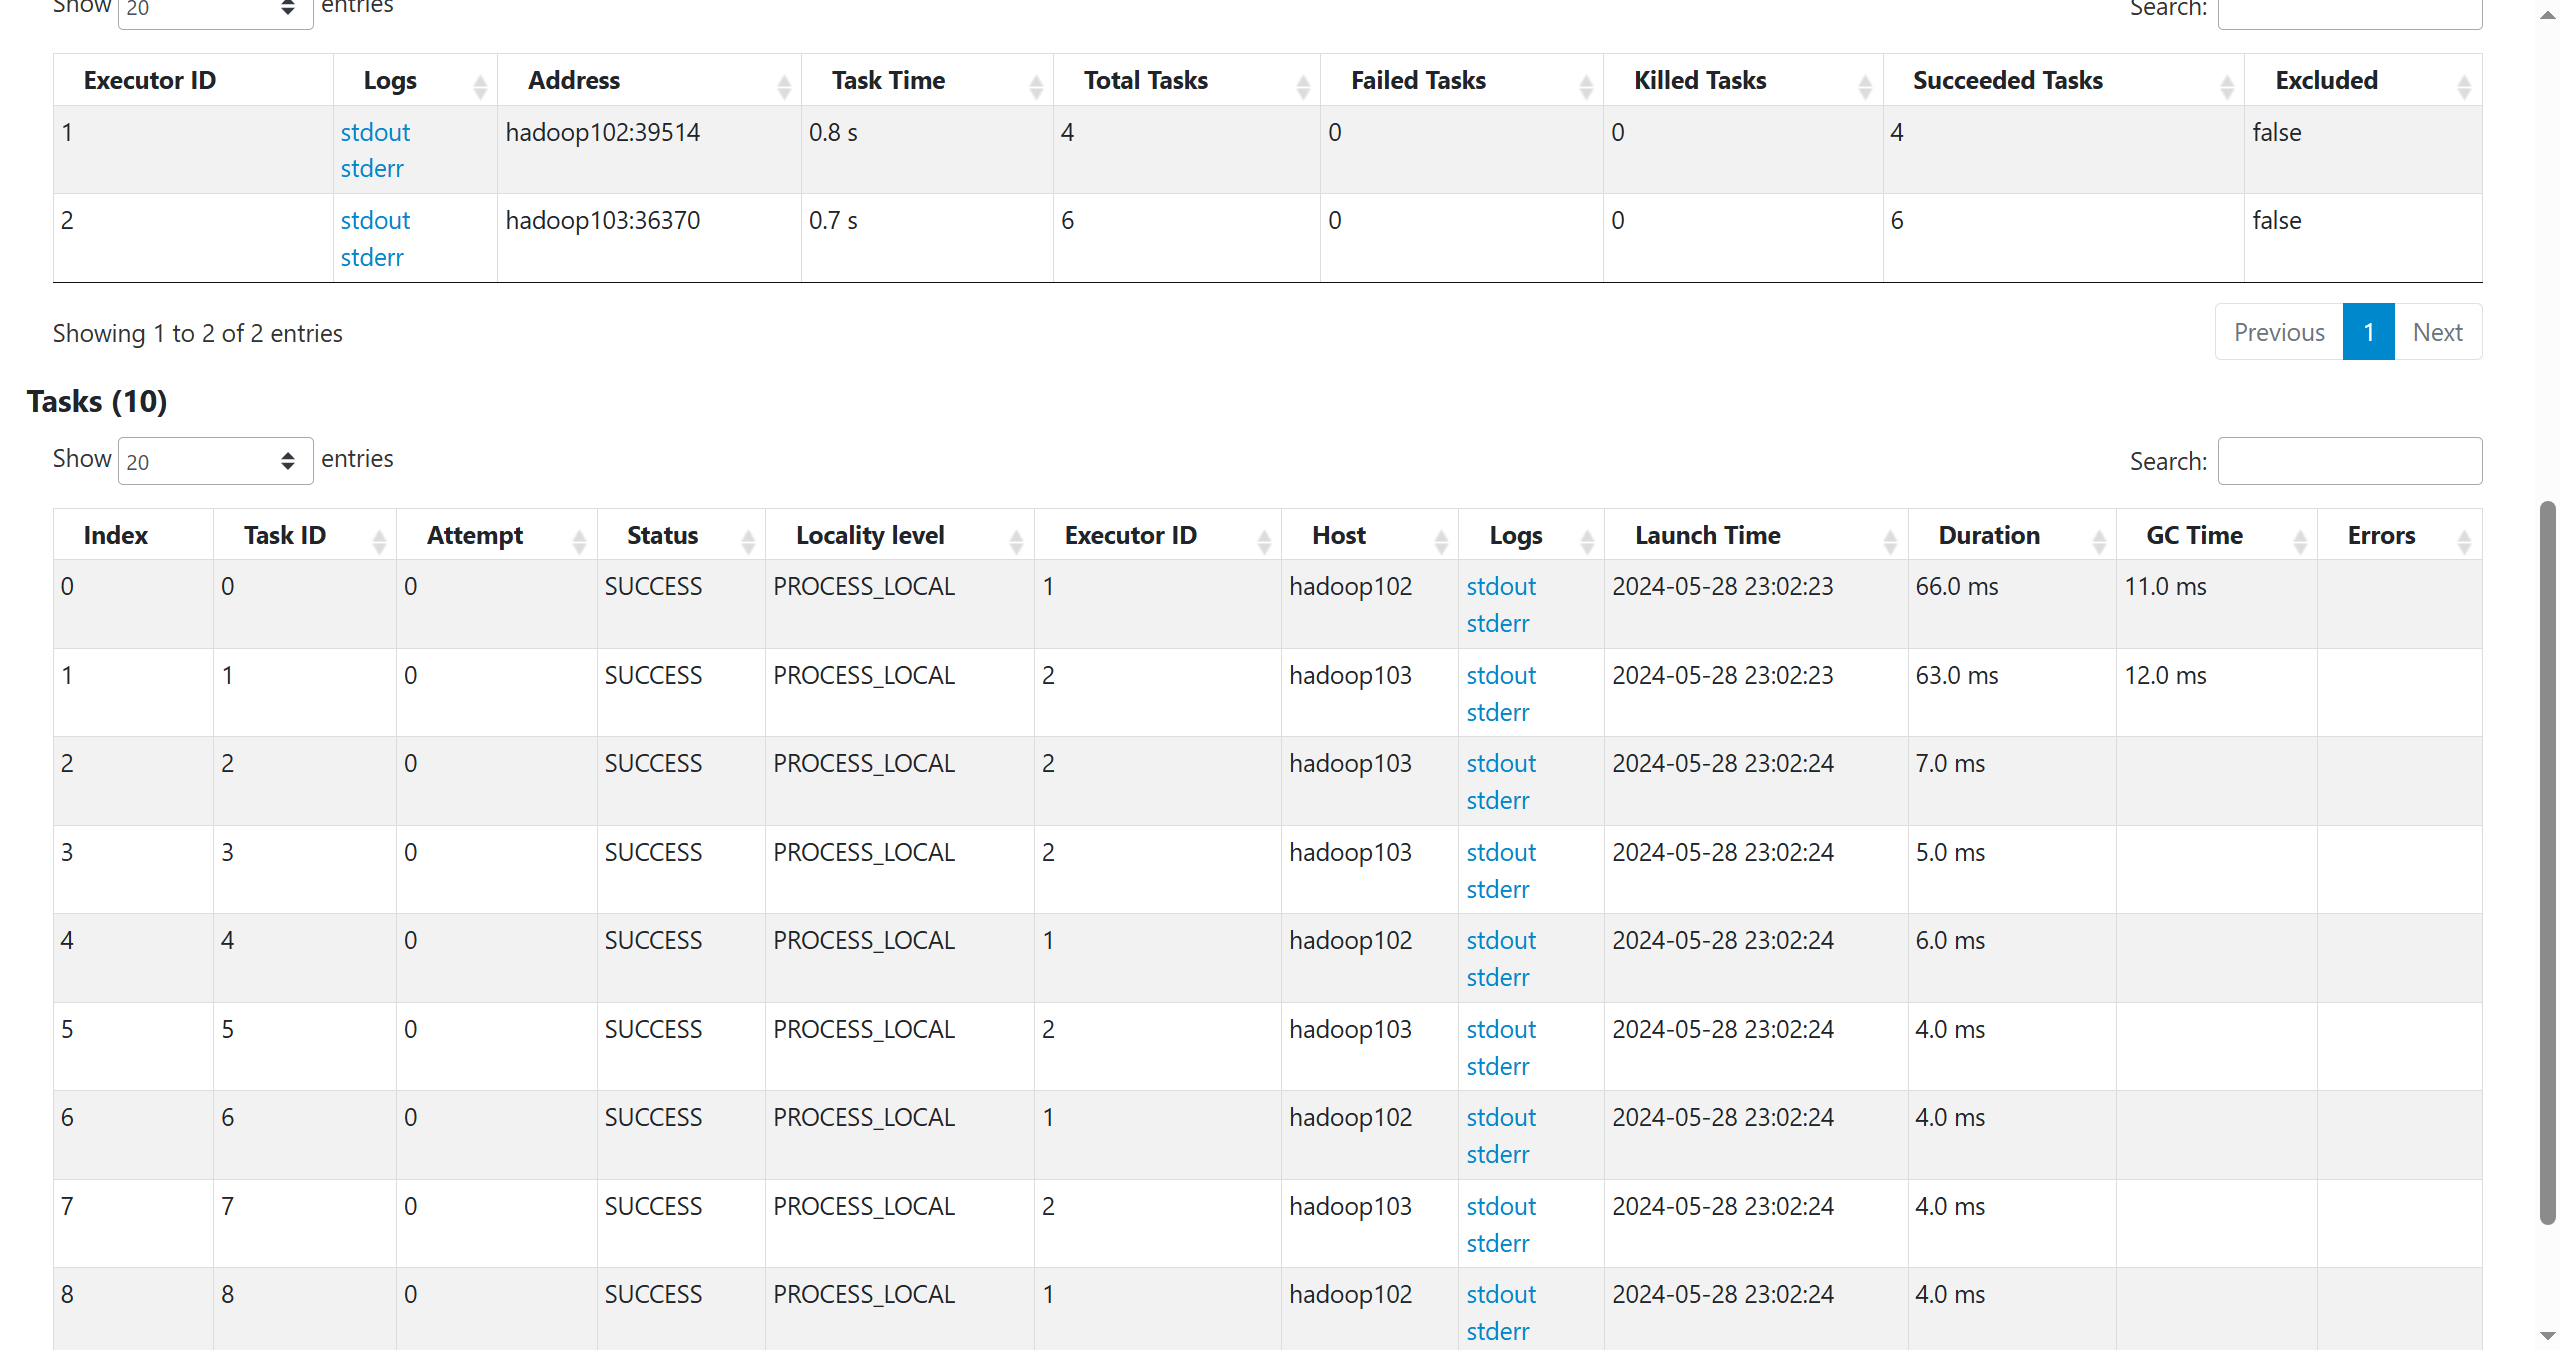 Show 20 entries Search:
Executor ID Logs Address Task Time Total Tasks Failed Tasks Killed Tasks Succeeded Tasks Excluded
1 stdout hadoop102:39514 0.8 s 4 0 0 4 false
stderr
2 stdout hadoop103:36370 0.7 s 6 0 0 6 false
stderr
Showing 1 to 2 of 2 entries Previous 1 Next
Tasks (10)
Show 20 entries Search:
Index Task ID Attempt Status Locality level Executor ID Host Logs Launch Time Duration GC Time Errors
0 0 0 SUCCESS PROCESS_LOCAL 1 hadoop102 stdout 2024-05-28 23:02:23 66.0 ms 11.0 ms
stderr
1 1 0 SUCCESS PROCESS_LOCAL 2 hadoop103 stdout 2024-05-28 23:02:23 63.0 ms 12.0 ms
stderr
2 2 0 SUCCESS PROCESS_LOCAL 2 hadoop103 stdout 2024-05-28 23:02:24 7.0 ms
stderr
3 3 0 SUCCESS PROCESS_LOCAL 2 hadoop103 stdout 2024-05-28 23:02:24 5.0 ms
stderr
4 4 0 SUCCESS PROCESS_LOCAL 1 hadoop102 stdout 2024-05-28 23:02:24 6.0 ms
stderr
5 5 0 SUCCESS PROCESS_LOCAL 2 hadoop103 stdout 2024-05-28 23:02:24 4.0 ms
stderr
6 6 0 SUCCESS PROCESS_LOCAL 1 hadoop102 stdout 2024-05-28 23:02:24 4.0 ms
stderr
7 7 0 SUCCESS PROCESS_LOCAL 2 hadoop103 stdout 2024-05-28 23:02:24 4.0 ms
stderr
8 8 0 SUCCESS PROCESS_LOCAL 1 hadoop102 stdout 2024-05-28 23:02:24 4.0 ms
stderr